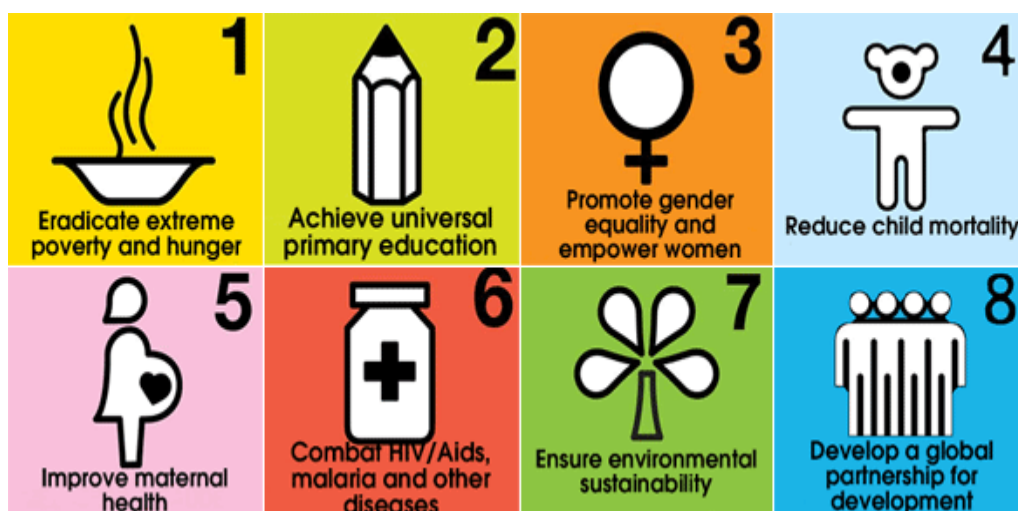 1
Eradicate extreme
poverty and hunger
2
Achieve universal
primary education
3
Promote gender
equality and
empower women
4
Reduce child mortality
5
Improve maternal
health
6
Combat HIV/Aids,
malaria and other
diseases
7
Ensure environmental
sustainability
8
Develop a global
partnership for
development